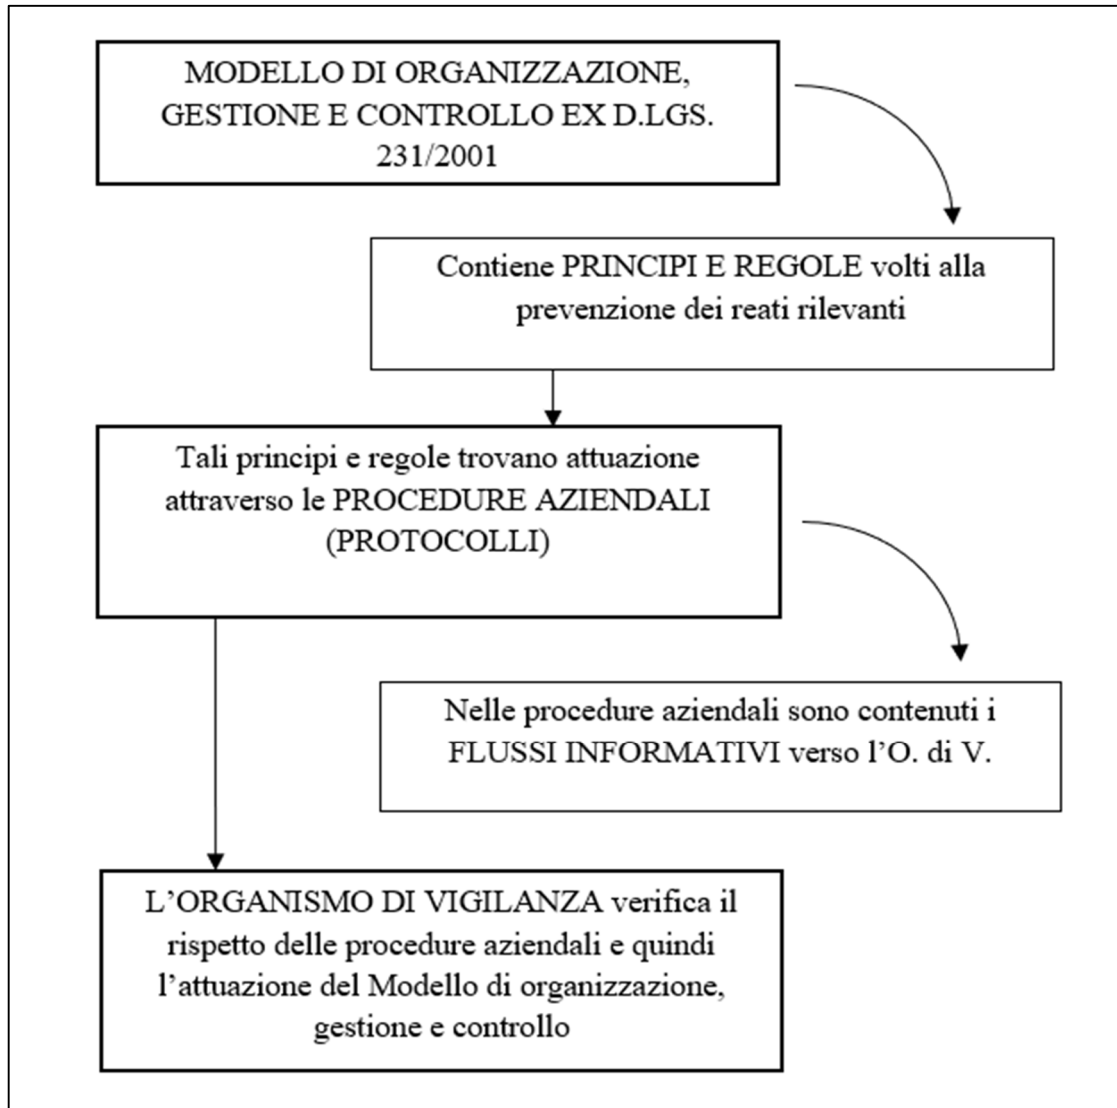 MODELLO DI ORGANIZZAZIONE,
GESTIONE E CONTROLLO EX D.LGS.
231/2001
Contiene PRINCIPI E REGOLE volti alla
prevenzione dei reati rilevanti
Tali principi e regole trovano attuazione
attraverso le PROCEDURE AZIENDALI
(PROTOCOLLI)
Nelle procedure aziendali sono contenuti i
FLUSSI INFORMATIVI verso l’O. di V.
L’ORGANISMO DI VIGILANZA verifica il
rispetto delle procedure aziendali e quindi
l’attuazione del Modello di organizzazione,
gestione e controllo